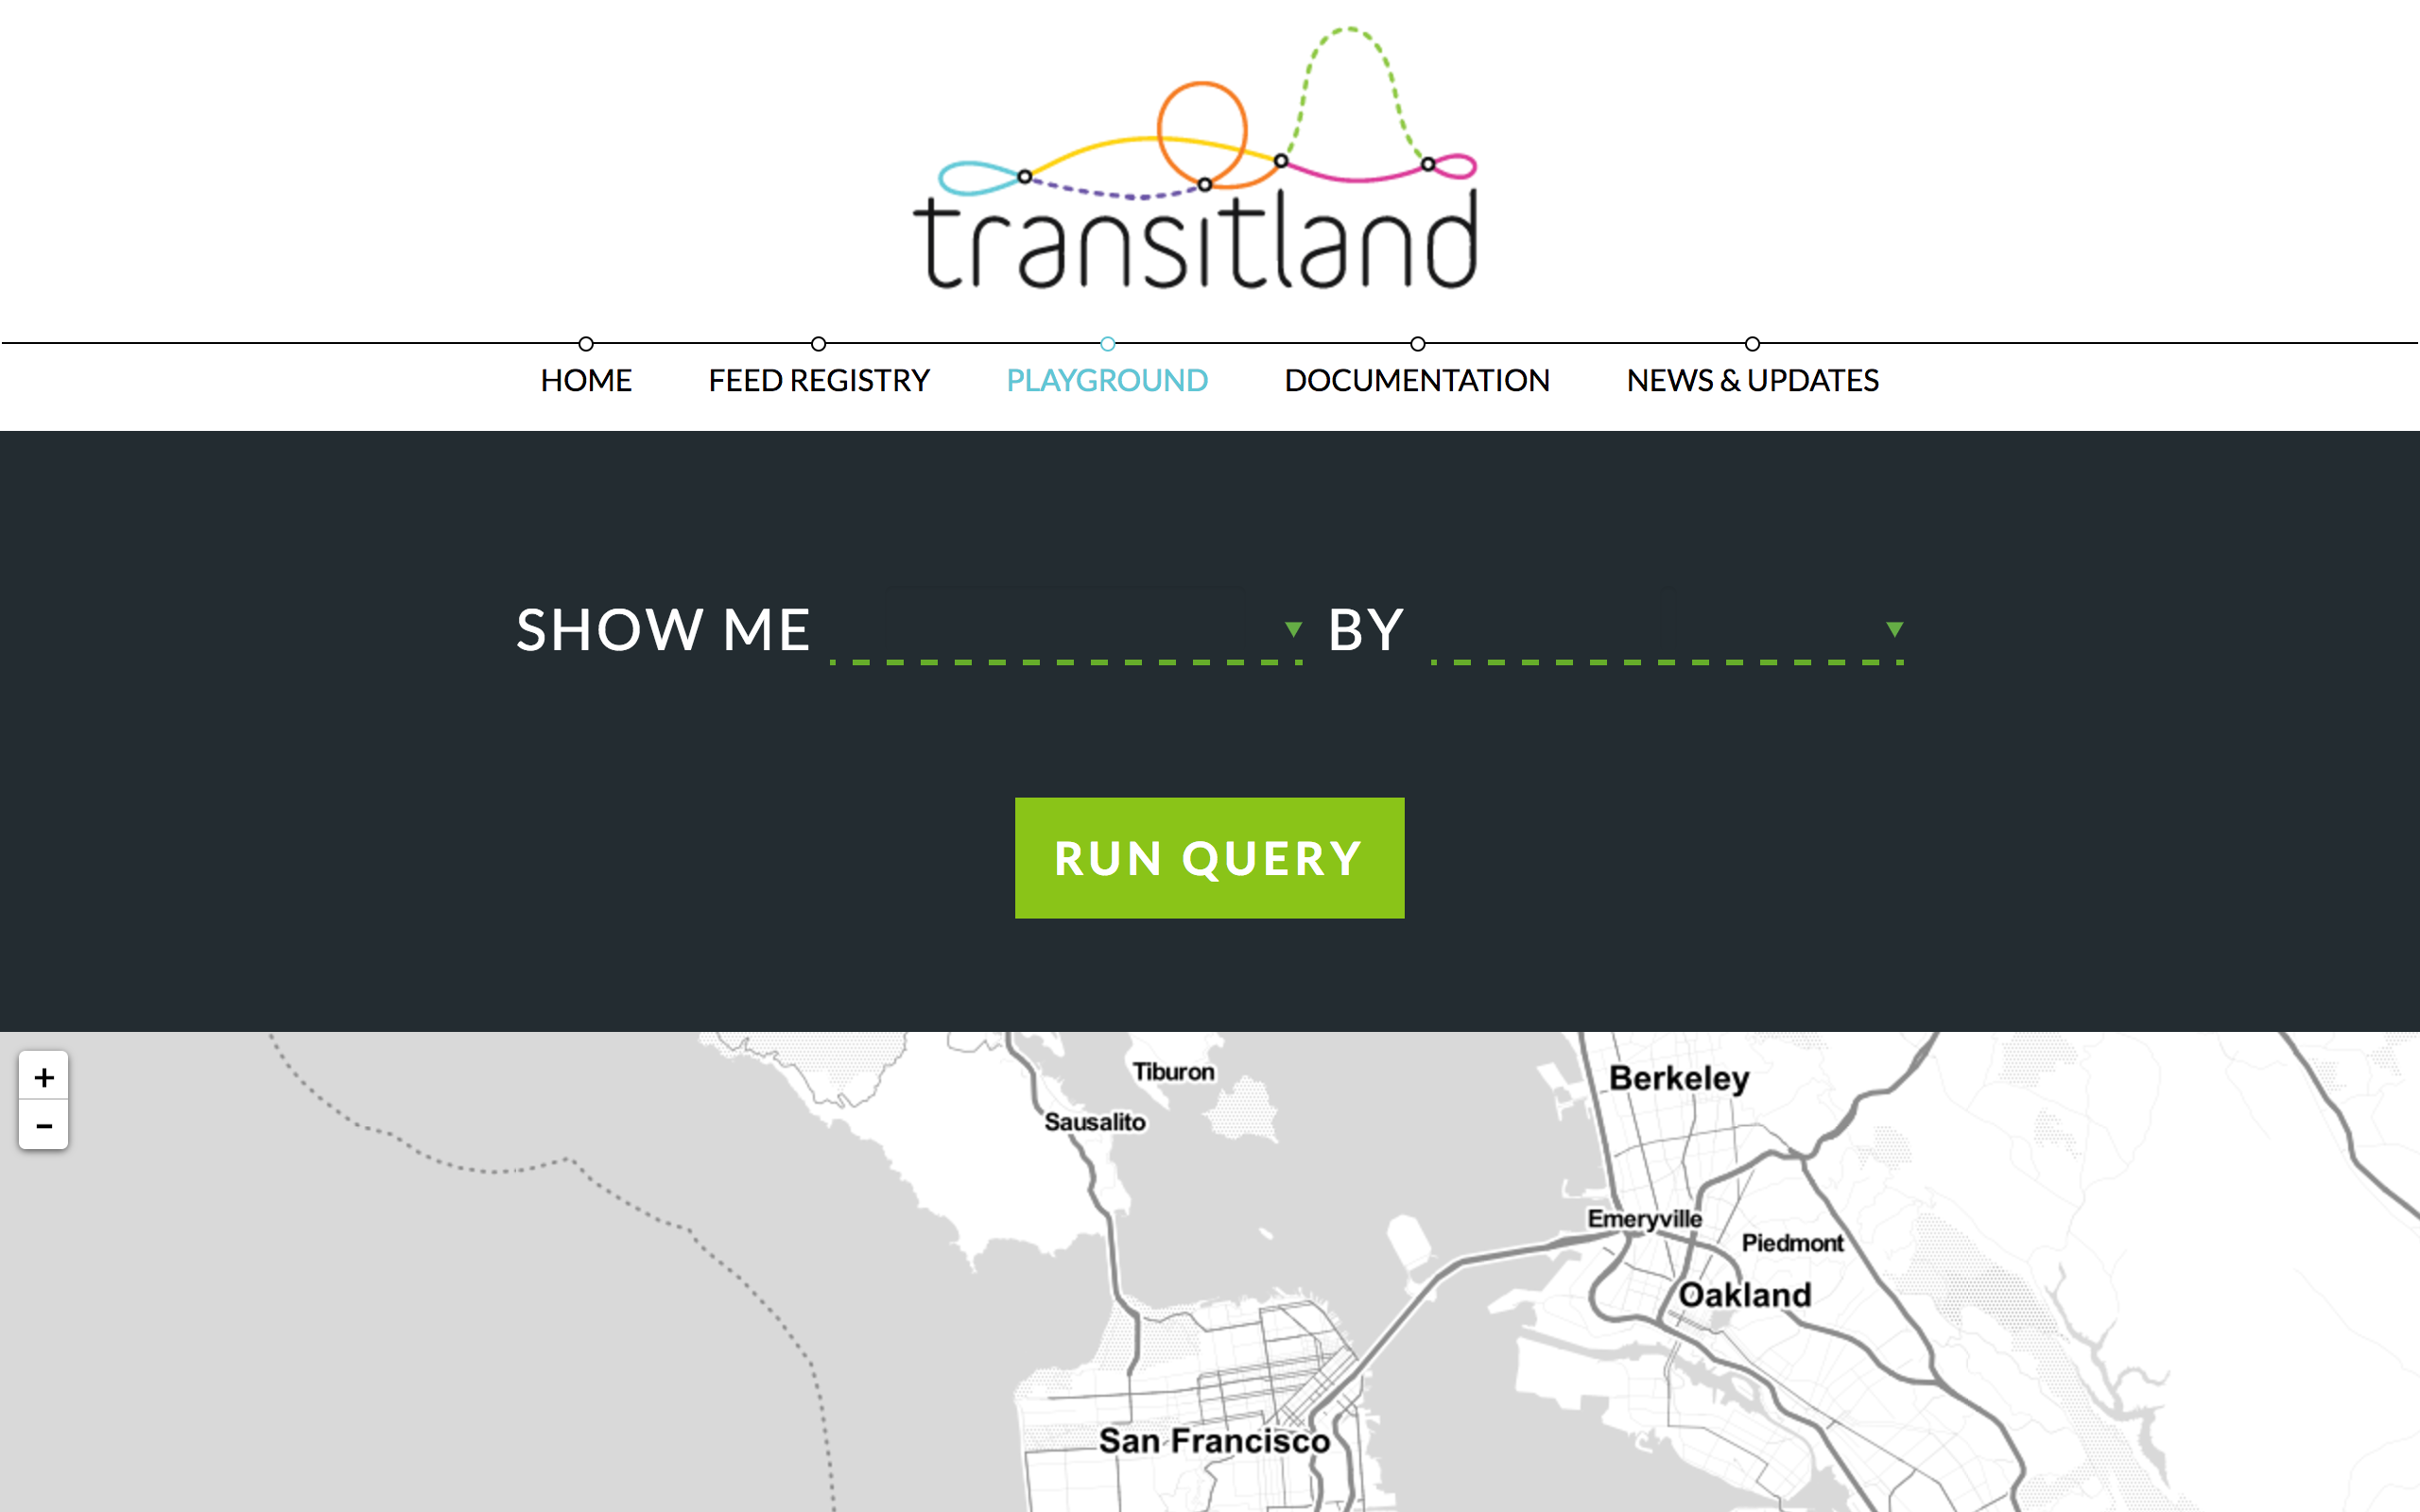 transitland
HOME
FEED REGISTRY
PLAYGROUND
DOCUMENTATION
NEWS & UPDATES
SHOW ME
BY
RUN QUERY
+
-
Tiburon
Sausalito
Berkeley
Emeryville
Piedmont
Oakland
San Francisco